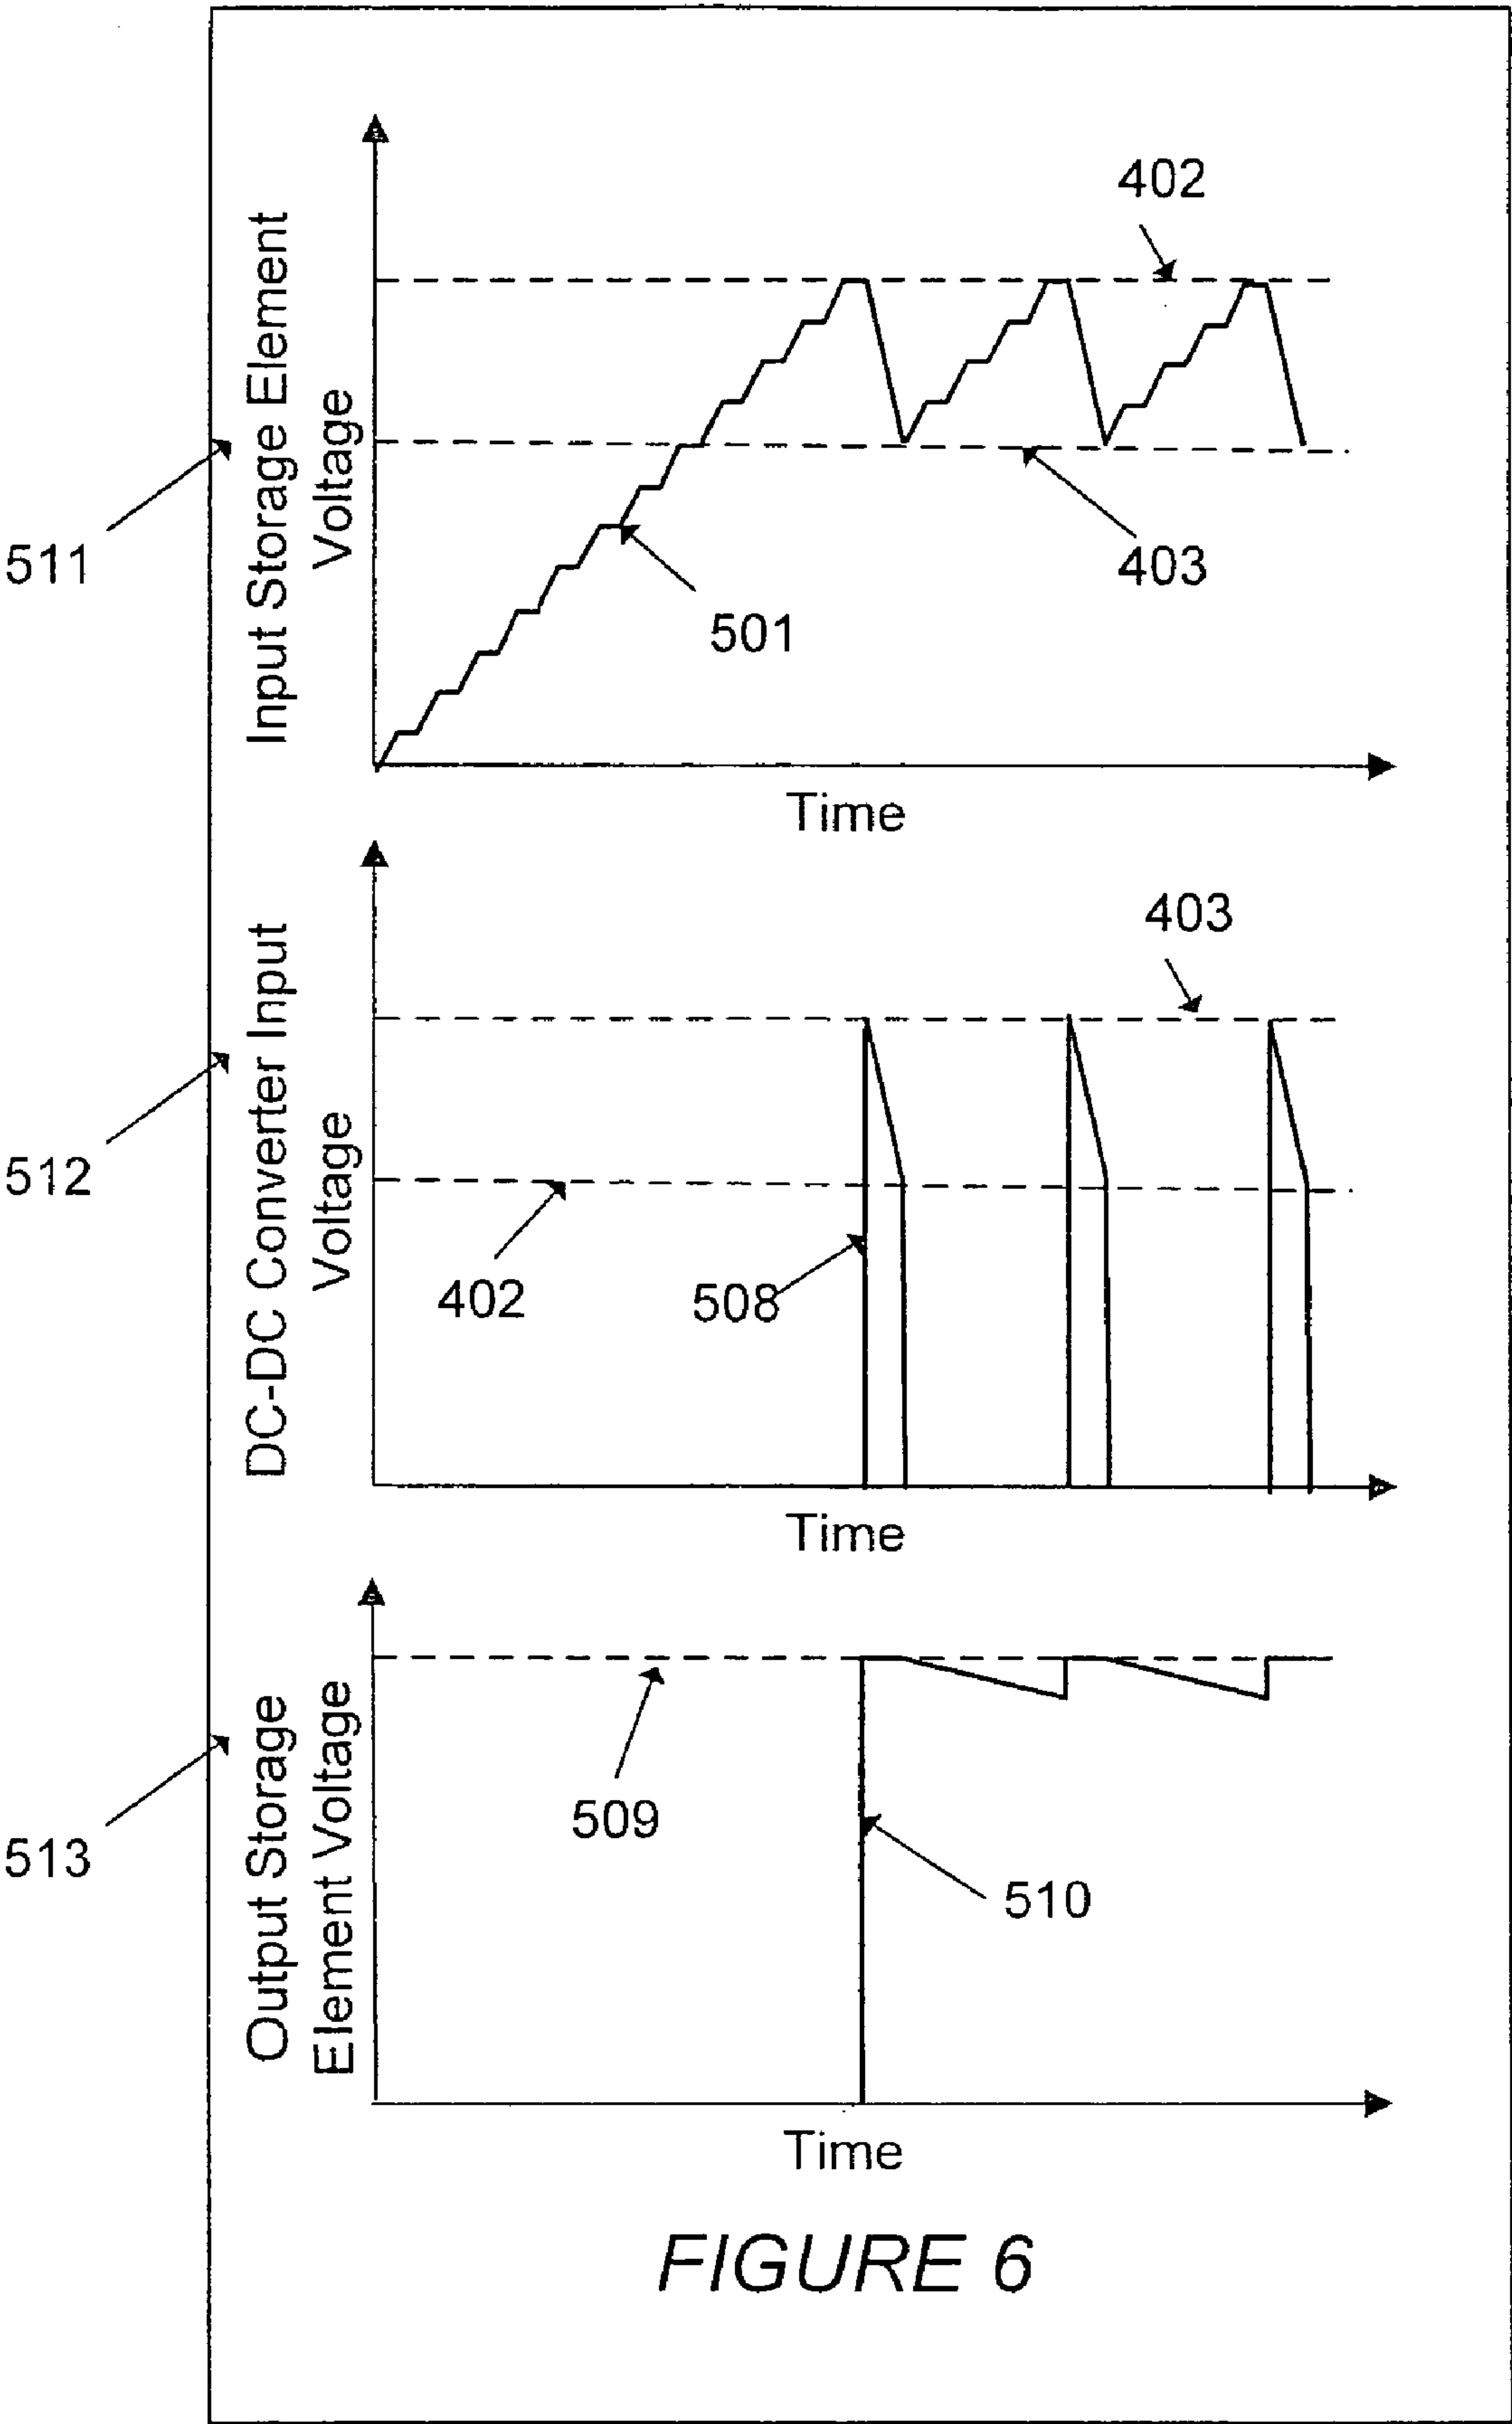 402
Input Storage Element
Voltage
511
403
501
Time
403
DC-DC Converter Input
Voltage
512
402
508
Time
Output Storage
Element Voltage
513
509
510
Time
FIGURE 6